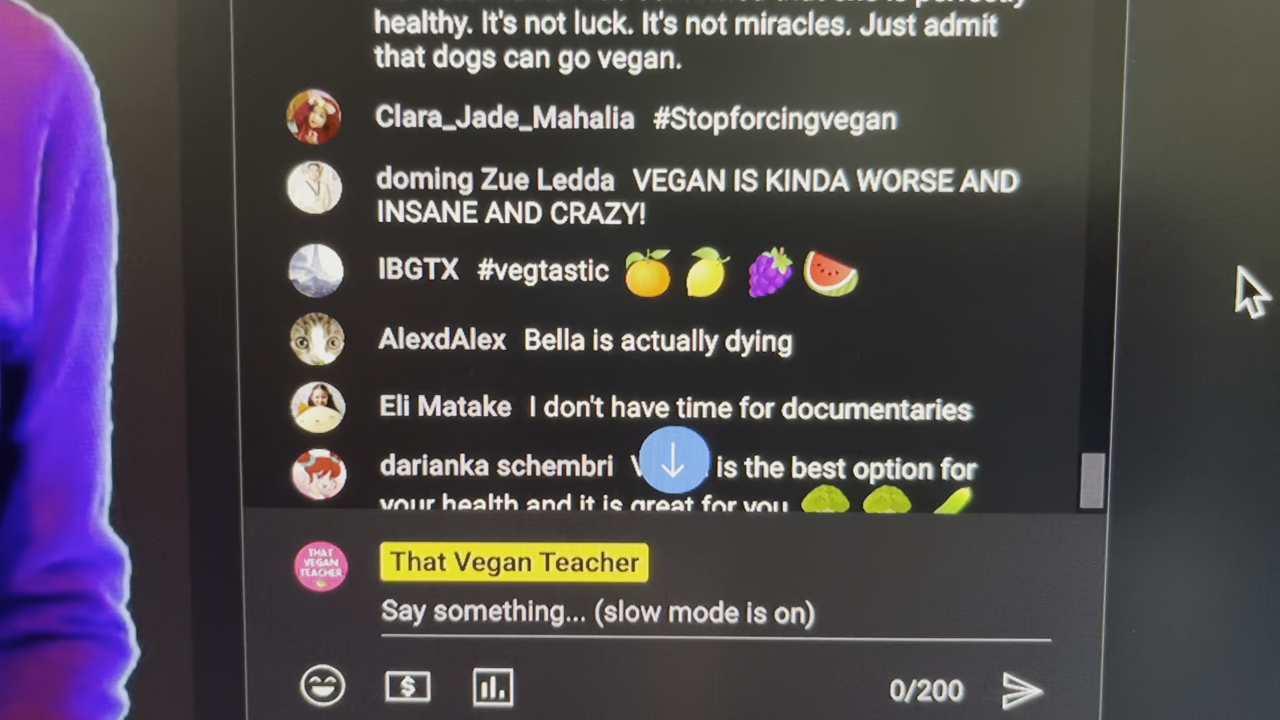 healthy. It's not luck. It's not miracles. Just admit
that dogs can go vegan.
Clara_Jade_Mahalia #Stopforcingvegan
doming Zue Ledda VEGAN IS KINDA WORSE AND
INSANE AND CRAZY!
IBGTX #vegtastic
AlexdAlex Bella is actually dying
Eli Matake I don't have time for documentaries
darianka schembri is the best option for
your health and it is great for you
THAT
VEGAN
TEACHER
That Vegan Teacher
Say something... (slow mode is on)
$
0/200